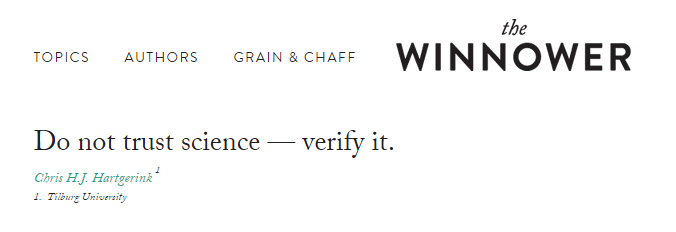 the
TOPICS AUTHORS GRAIN & CHAFF WINNOWER
Do not trust science — verify it.
Chris H.J. Hartgerink 1
1. Tilburg University